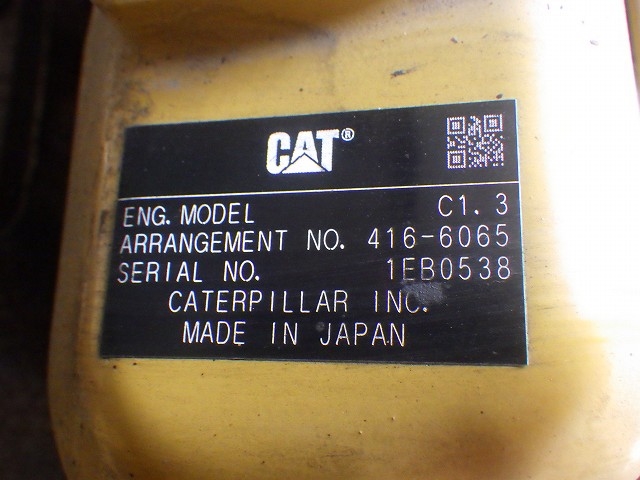 CAT®
ENG. MODEL C1.3
ARRANGEMENT NO. 416-6065
SERIAL NO. 1EB0538
CATERPILLAR INC.
MADE IN JAPAN